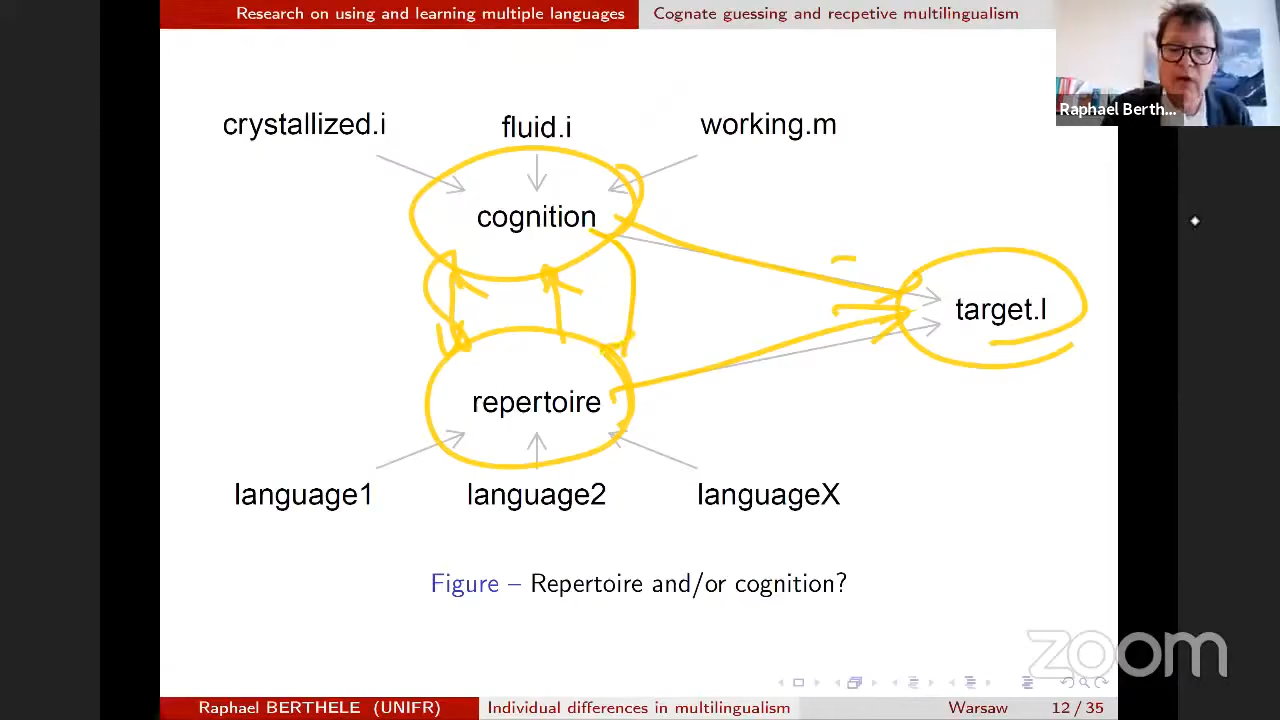 Research on using and learning multiple languages Cognate guessing and recpetive multilingualism
Raphael Berth...
crystallized.i fluid.i working.m
cognition
target.l
repertoire
language1 language2 languageX
Figure – Repertoire and/or cognition?
zoom
Raphael BERTHELE (UNIFR) Individual differences in multilingualism Warsaw 12 / 35